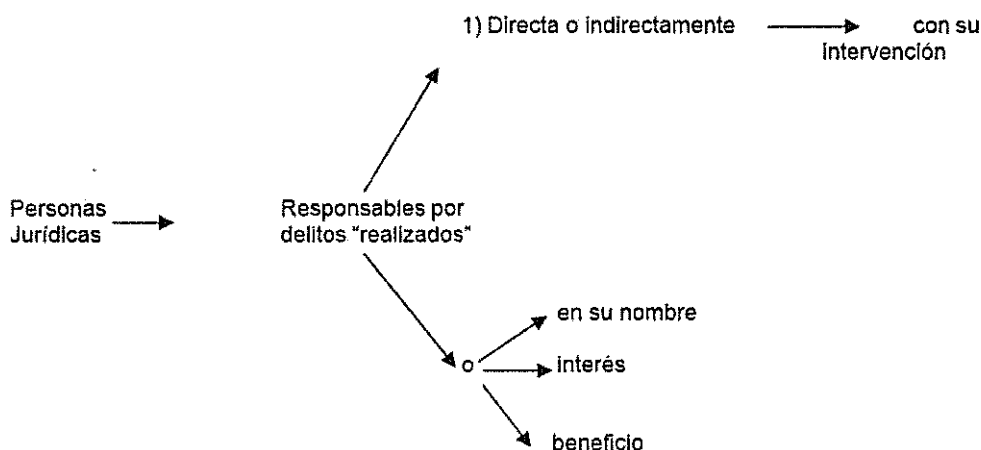 1) Directa o indirectamente con su
intervención
Personas
Jurídicas
Responsables por
delitos "realizados"
en su nombre
o
interés
beneficio